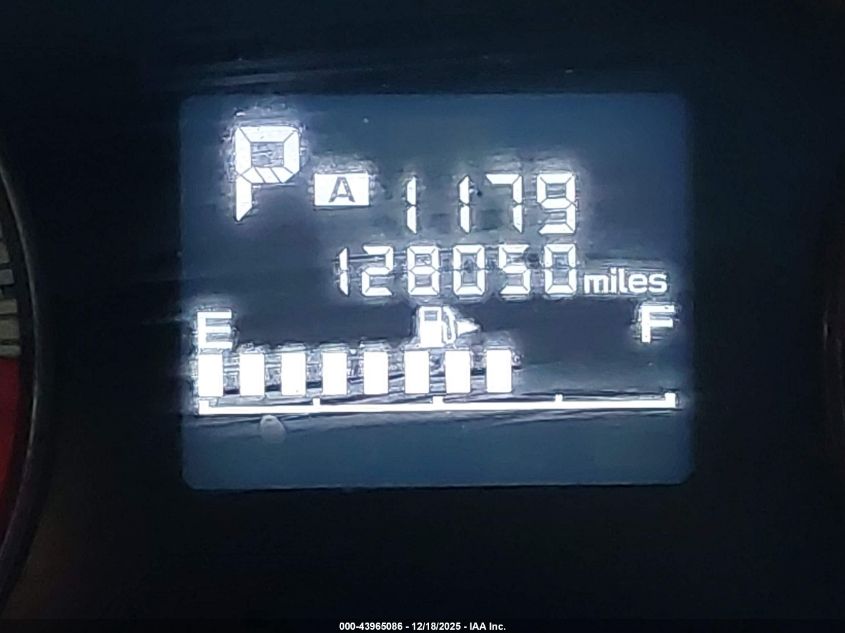 P A 1179
128050 miles
E F
000-43965086 - 12/18/2025 - IAA Inc.